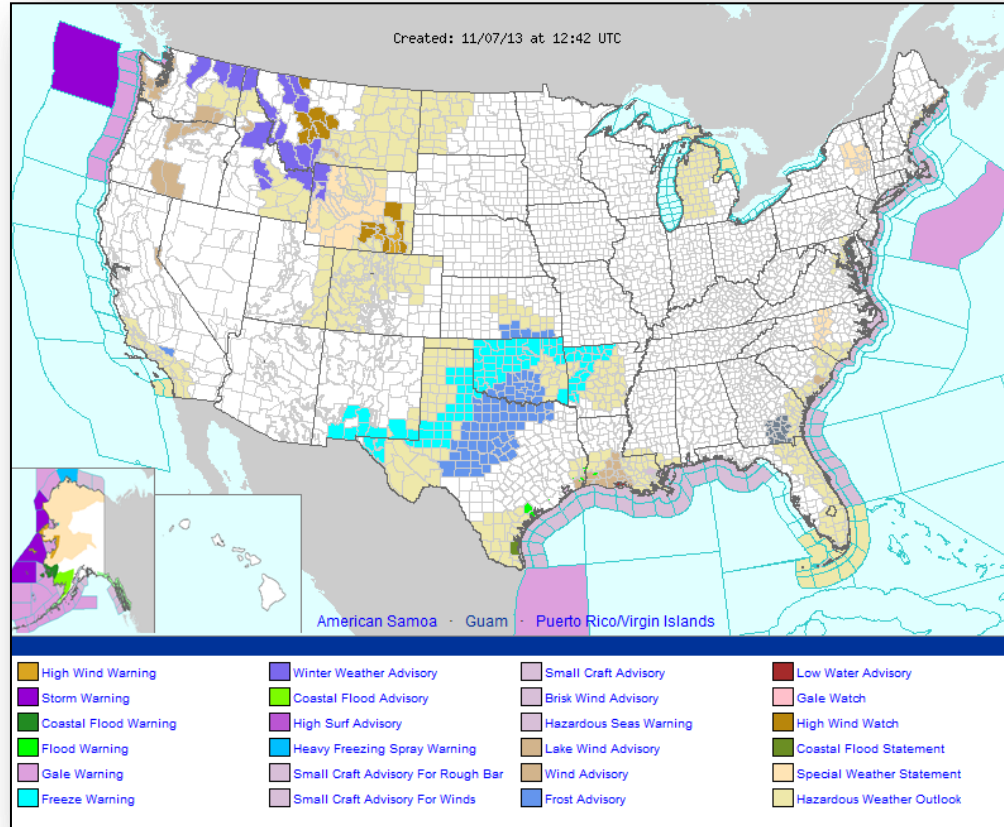 Created: 11/07/13 at 12:42 UTC
American Samoa · Guam · Puerto Rico/Virgin Islands
High Wind Warning
Storm Warning
Coastal Flood Warning
Flood Warning
Gale Warning
Freeze Warning
Winter Weather Advisory
Coastal Flood Advisory
High Surf Advisory
Heavy Freezing Spray Warning
Small Craft Advisory For Rough Bar
Small Craft Advisory For Winds
Small Craft Advisory
Brisk Wind Advisory
Hazardous Seas Warning
Lake Wind Advisory
Wind Advisory
Frost Advisory
Low Water Advisory
Gale Watch
High Wind Watch
Coastal Flood Statement
Special Weather Statement
Hazardous Weather Outlook